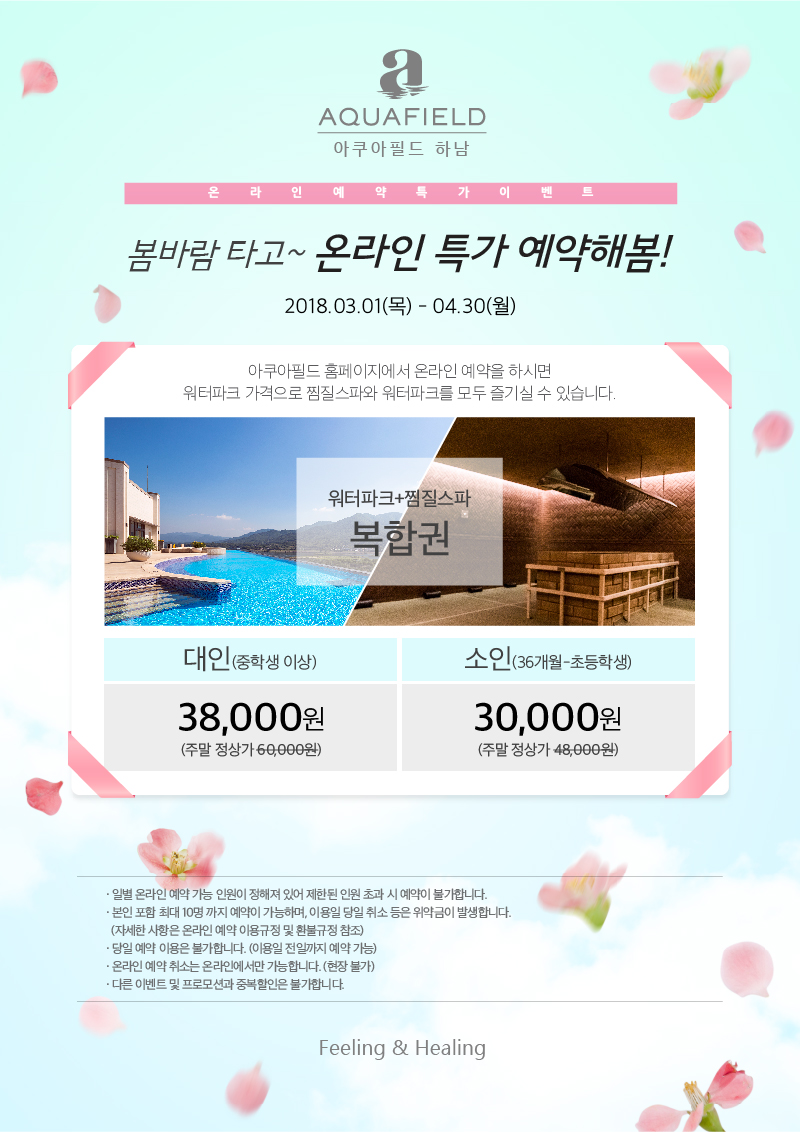 a
AQUAFIELD
아쿠아필드 하남
온라인예약특가이벤트
봄바람 타고~ 온라인 특가 예약해봄!
2018.03.01(목) - 04.30(월)
아쿠아필드 홈페이지에서 온라인 예약을 하시면
워터파크 가격으로 찜질스파와 워터파크를 모두 즐기실 수 있습니다.
워터파크+찜질스파
복합권
대인(중학생 이상)
38,000원
(주말 정상가 60,000원)
소인(36개월-초등학생)
30,000원
(주말 정상가 48,000원)
· 일별 온라인 예약 가능 인원이 정해져 있어 제한된 인원 초과 시 예약이 불가합니다.
· 본인 포함 최대 10명 까지 예약이 가능하며, 이용일 당일 취소 등은 위약금이 발생합니다.
(자세한 사항은 온라인 예약 이용규정 및 환불규정 참조)
· 당일 예약 이용은 불가합니다. (이용일 전일까지 예약 가능)
· 온라인 예약 취소는 온라인에서만 가능합니다. (현장 불가)
· 다른 이벤트 및 프로모션과 중복할인은 불가합니다.
Feeling & Healing